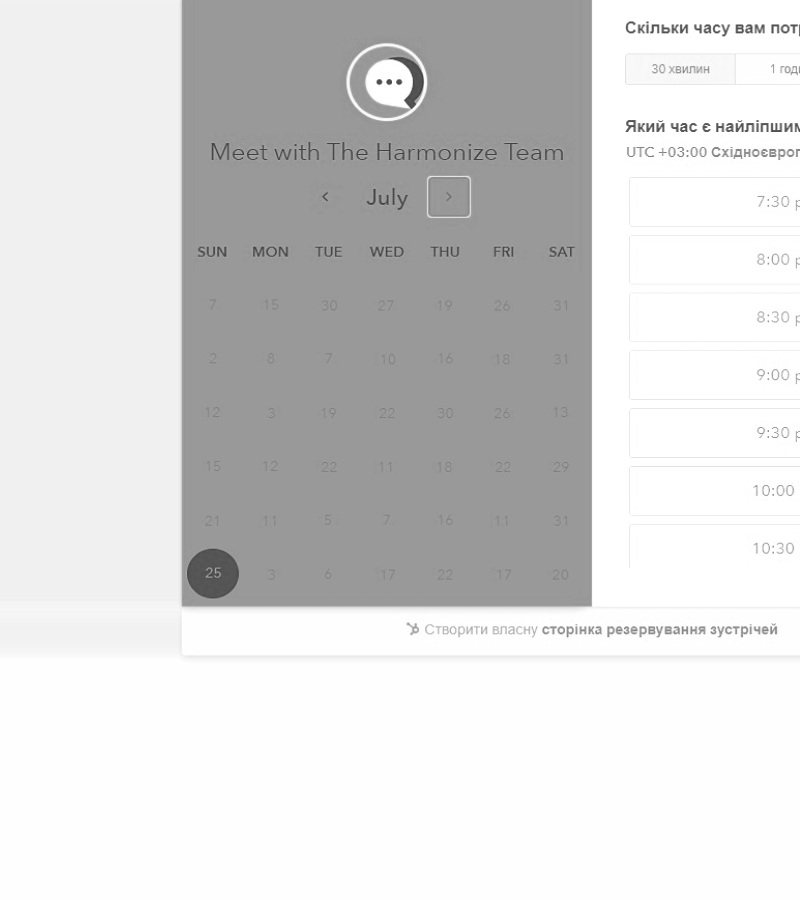 Meet with The Harmonize Team
July
SUN MON TUE WED THU FRI SAT
7 15 30 27 19 26 31
2 8 7 10 16 18 31
12 3 19 22 30 26 13
15 12 22 11 18 22 29
21 11 5 7 16 11 31
25 3 6 17 22 17 20
Скільки часу вам
30 хвилин 1
Який час є
UTC +03:00
7:30
8:00
8:30
9:00
9:30
10:00
10:30
Створити власну сторінка резервування зустрічей